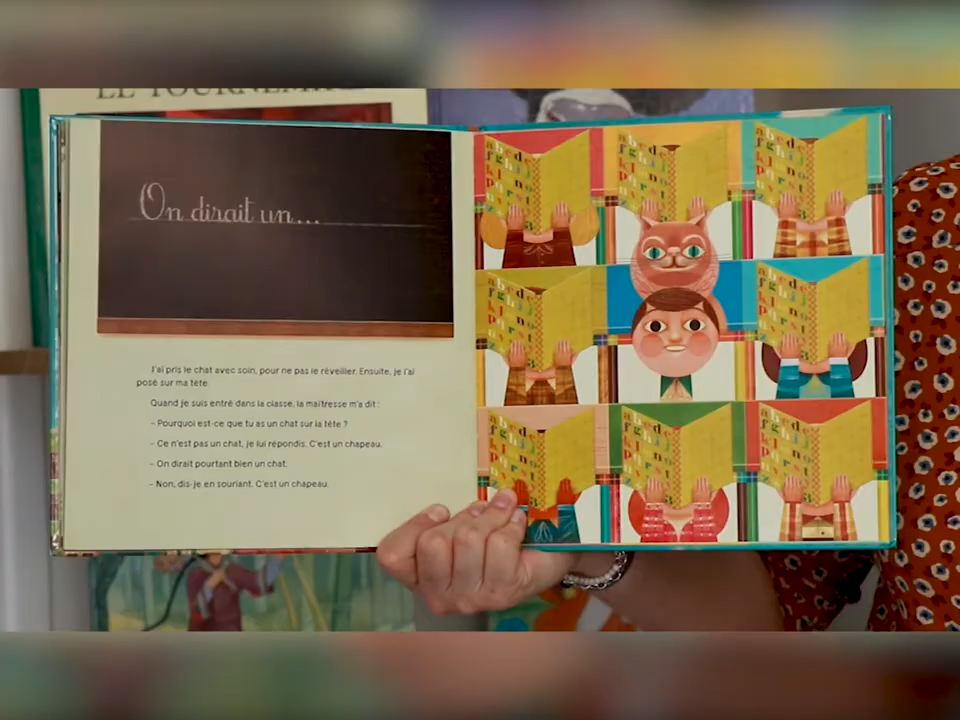 On dirait un...
J'ai pris le chat avec soin, pour ne pas le réveiller. Ensuite, je l'ai
posé sur ma tête.
Quand je suis entré dans la classe, la maîtresse m'a dit :
– Pourquoi est-ce que tu as un chat sur la tête ?
– Ce n'est pas un chat, je lui réponds. C'est un chapeau.
– On dirait pourtant bien un chat.
– Non, dis-je en souriant. C'est un chapeau.